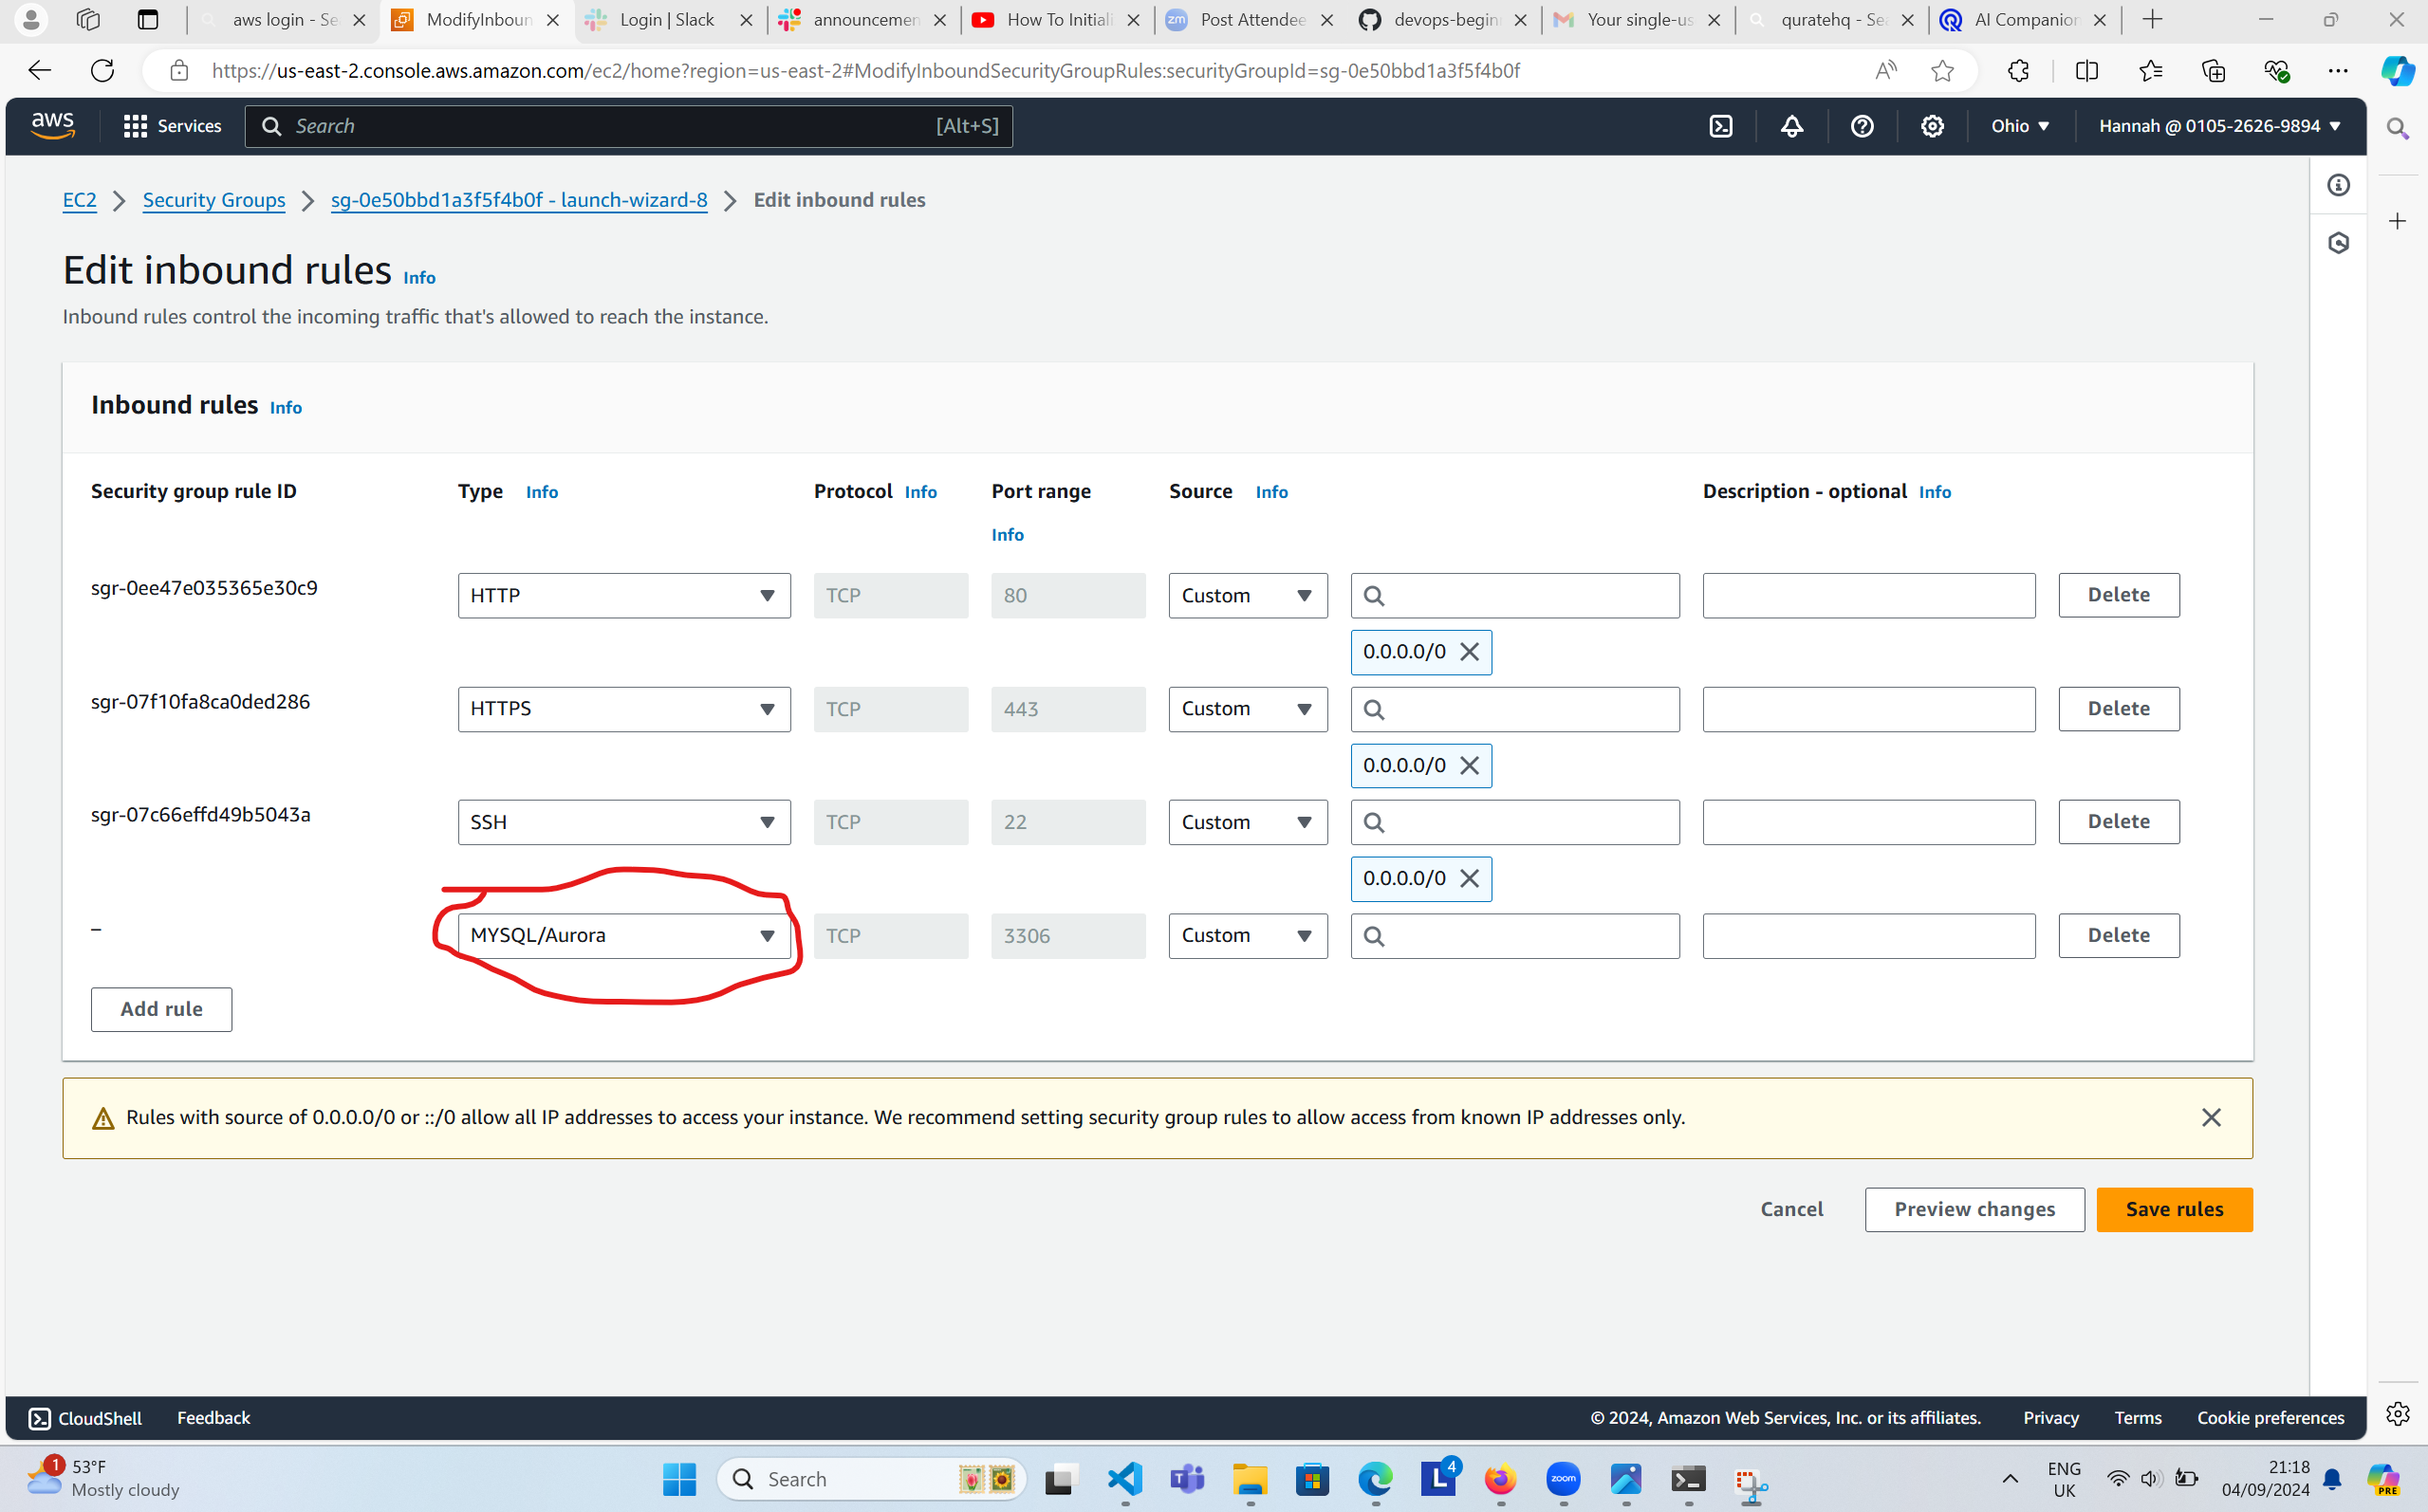 aws login - Se
ModifyInboun
Login | Slack
announcemen
How To Initiali
zm
Post Attendee
devops-begin
Your single-us
quratehq - Sea
AI Companion
https://us-east-2.console.aws.amazon.com/ec2/home?region=us-east-2#ModifyInboundSecurityGroupRules:securityGroupId=sg-0e50bbd1a3f5f4b0f
aws
Services
Search
[Alt+S]
Ohio
Hannah @ 0105-2626-9894
EC2
Security Groups
sg-0e50bbd1a3f5f4b0f - launch-wizard-8
Edit inbound rules
Edit inbound rules Info
Inbound rules control the incoming traffic that's allowed to reach the instance.
Inbound rules Info
Security group rule ID
Type Info
Protocol Info
Port range
Info
Source Info
Description - optional Info
sgr-0ee47e035365e30c9
HTTP
TCP
80
Custom
Delete
0.0.0.0/0
sgr-07f10fa8ca0ded286
HTTPS
TCP
443
Custom
Delete
0.0.0.0/0
sgr-07c66effd49b5043a
SSH
TCP
22
Custom
Delete
0.0.0.0/0
–
MYSQL/Aurora
TCP
3306
Custom
Delete
Add rule
Rules with source of 0.0.0.0/0 or ::/0 allow all IP addresses to access your instance. We recommend setting security group rules to allow access from known IP addresses only.
Cancel
Preview changes
Save rules
CloudShell
Feedback
© 2024, Amazon Web Services, Inc. or its affiliates.
Privacy
Terms
Cookie preferences
1
53°F
Mostly cloudy
Search
L
4
zoom
ENG
UK
21:18
04/09/2024
PRE